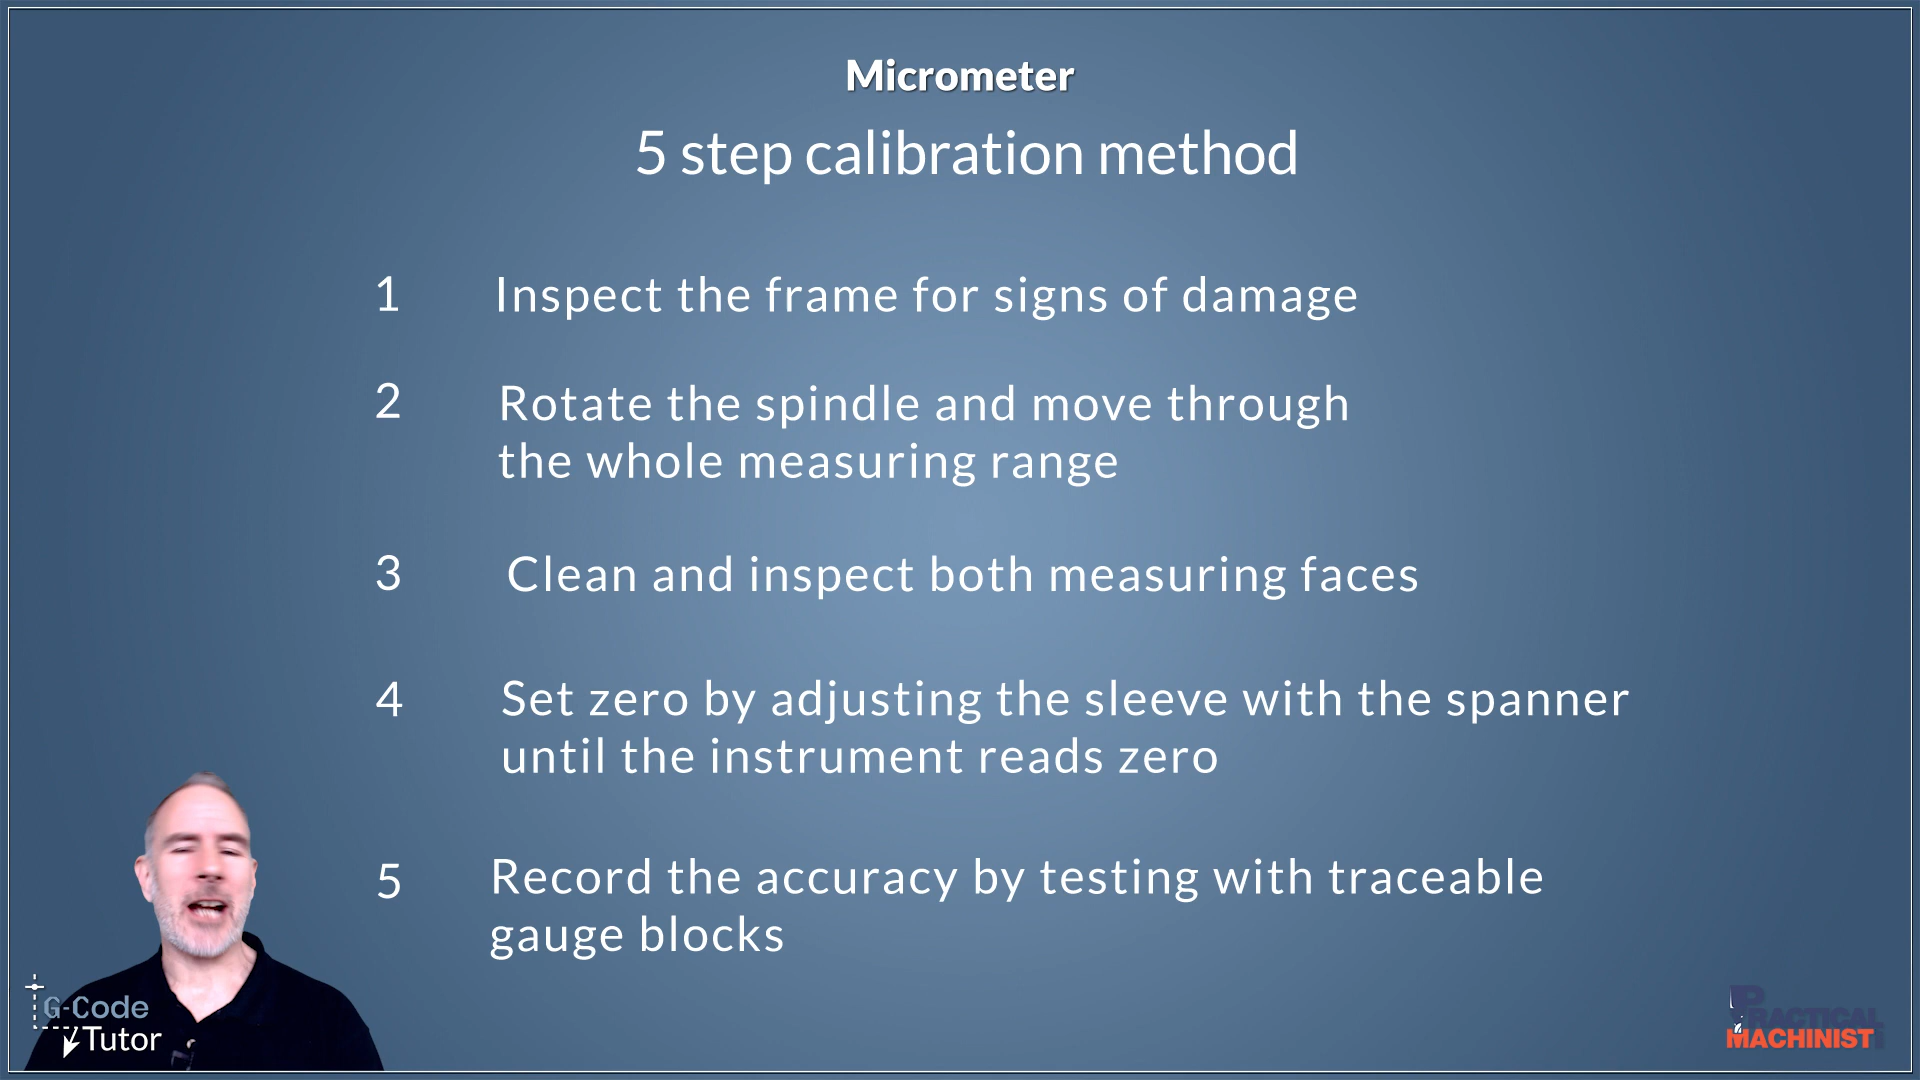 Micrometer
5 step calibration method
1 Inspect the frame for signs of damage
2 Rotate the spindle and move through
the whole measuring range
3 Clean and inspect both measuring faces
4 Set zero by adjusting the sleeve with the spanner
until the instrument reads zero
5 Record the accuracy by testing with traceable
gauge blocks
G-Code
Tutor
PRACTICAL
MACHINIST